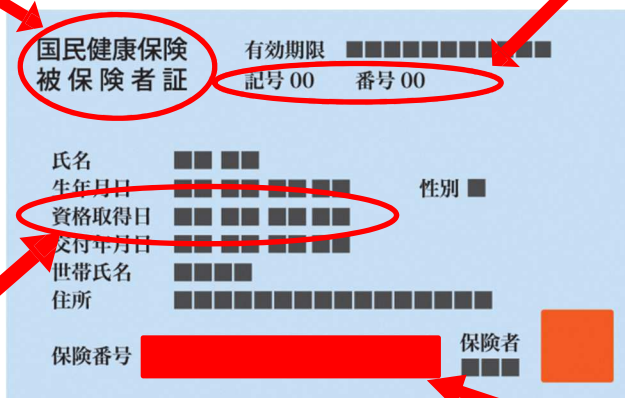 国民健康保険
被保険者証
有効期限 ■■■■■■■■■■■
記号 00 番号 00
氏名 ■■ ■■
生年月日 ■■ ■■ ■■ ■■ 性別 ■
資格取得日 ■■ ■■ ■■ ■■
交付年月日 ■■ ■■ ■■ ■■
世帯氏名 ■■■■
住所 ■■■■■■■■■■■■■■■■
保険番号
保険者
■■■